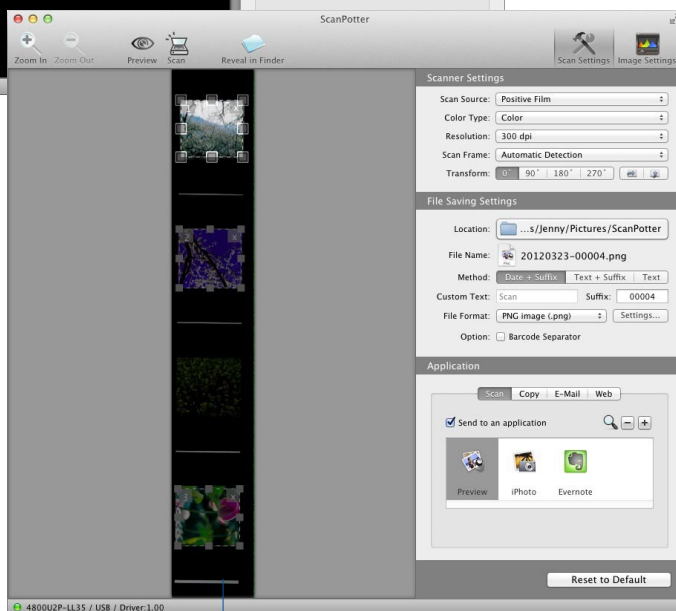 ScanPotter
Zoom In Zoom Out Preview Scan Reveal in Finder Scan Settings Image Settings
Scanner Settings
Scan Source: Positive Film
Color Type: Color
Resolution: 300 dpi
Scan Frame: Automatic Detection
Transform: 0° 90° 180° 270°
File Saving Settings
Location: ...s/Jenny/Pictures/ScanPotter
File Name: 20120323-00004.png
Method: Date + Suffix Text + Suffix Text
Custom Text: Scan Suffix: 00004
File Format: PNG image (.png) Settings...
Option: Barcode Separator
Application
Scan Copy E-Mail Web
Send to an application
Preview iPhoto Evernote
Reset to Default
4800U2P-LL35 / USB / Driver:1.00
2 x
3 x